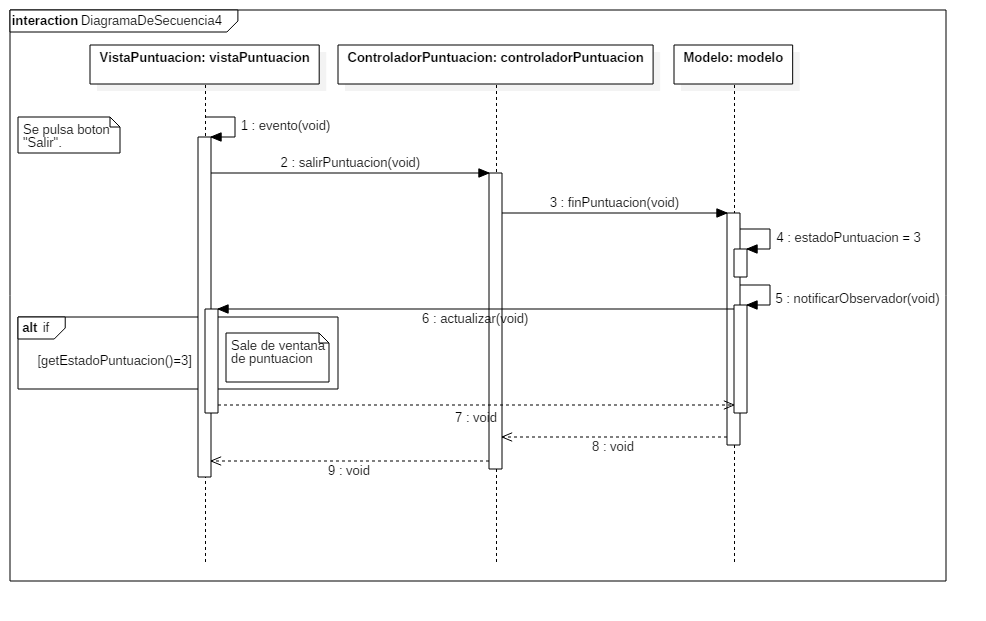 interaction DiagramaDeSecuencia4
VistaPuntuacion: vistaPuntuacion
ControladorPuntuacion: controladorPuntuacion
Modelo: modelo
Se pulsa boton
"Salir".
1 : evento(void)
2 : salirPuntuacion(void)
3 : finPuntuacion(void)
4 : estadoPuntuacion = 3
5 : notificarObservador(void)
6 : actualizar(void)
alt if
[getEstadoPuntuacion()=3]
Sale de ventana
de puntuacion
7 : void
8 : void
9 : void